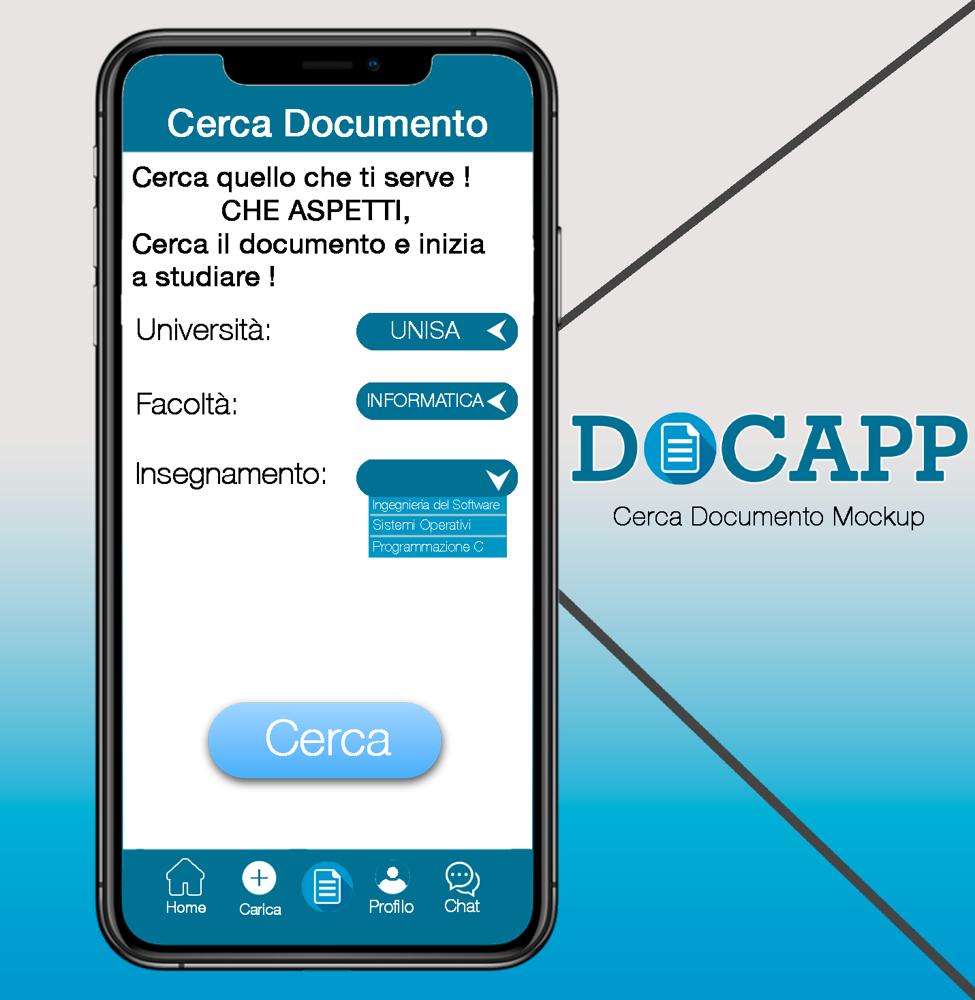 Cerca Documento
Cerca quello che ti serve !
CHE ASPETTI,
Cerca il documento e inizia
a studiare !
Università:
UNISA
Facoltà:
INFORMATICA
Insegnamento:
Ingegnieria del Software
Sistemi Operativi
Programmazione C
Cerca
Home
Carica
Profilo
Chat
DOCAPP
Cerca Documento Mockup